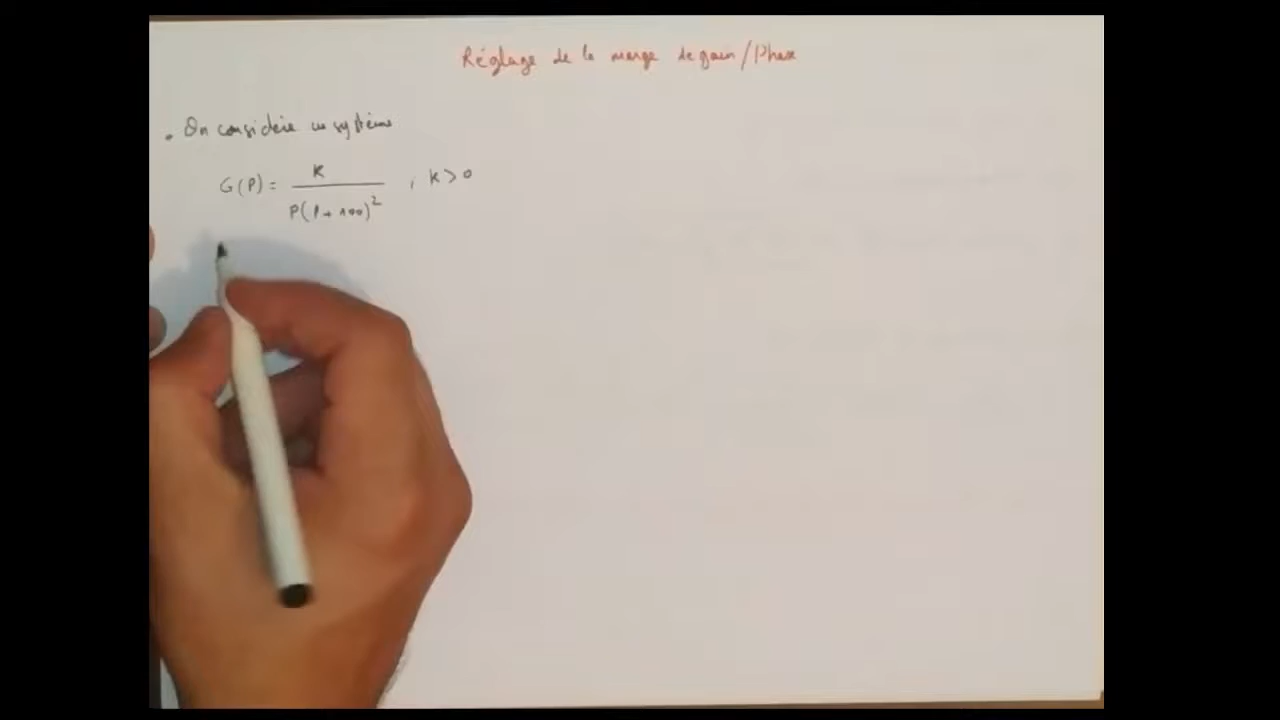 Réglage de la marge de gain/Phase
• On considère un système
G(P) = K / P(P+100)² , K>0